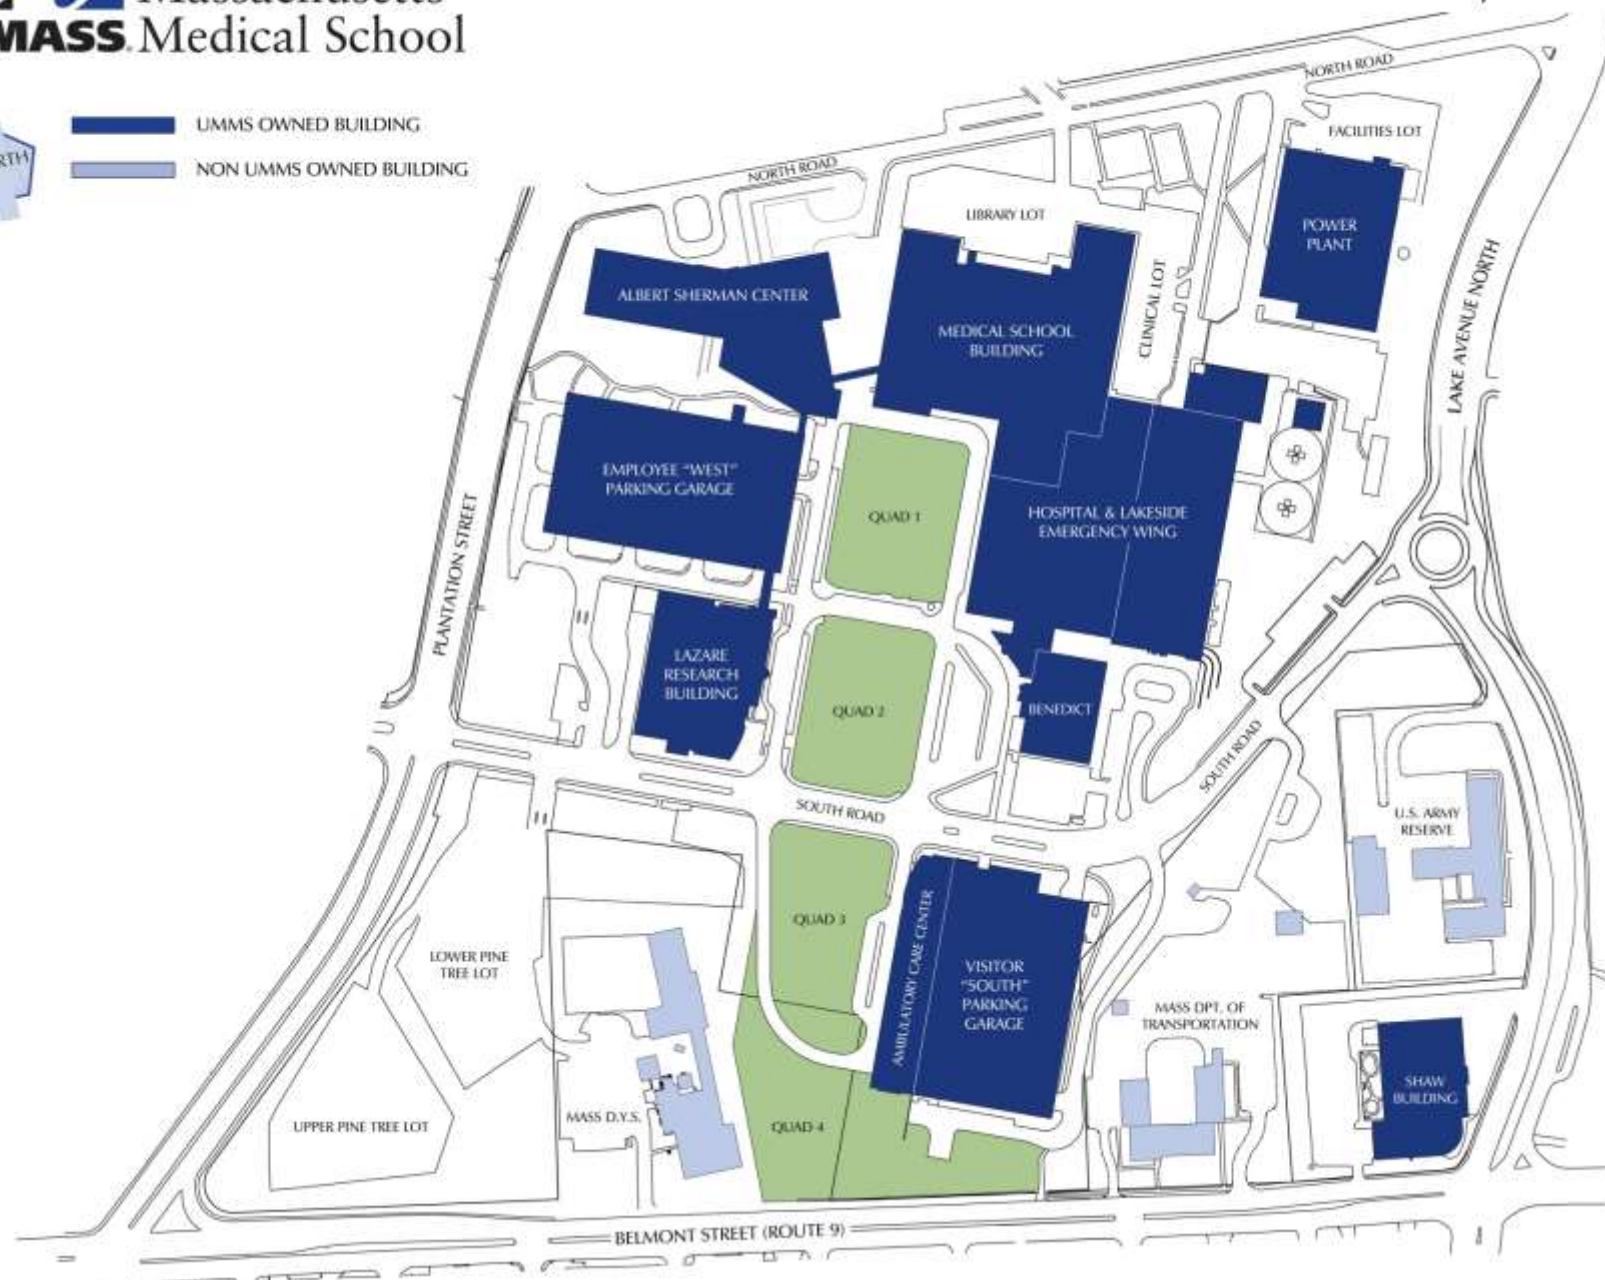 Massachusetts
MASS. Medical School
UMMS OWNED BUILDING
NON UMMS OWNED BUILDING
NORTH ROAD
NORTH ROAD
FACILITIES LOT
LIBRARY LOT
POWER
PLANT
ALBERT SHERMAN CENTER
CLINICAL LOT
MEDICAL SCHOOL
BUILDING
LAKE AVENUE NORTH
EMPLOYEE "WEST"
PARKING GARAGE
QUAD 1
HOSPITAL & LAKESIDE
EMERGENCY WING
PLANTATION STREET
LAZARE
RESEARCH
BUILDING
QUAD 2
BENEDICT
SOUTH ROAD
SOUTH ROAD
U.S. ARMY
RESERVE
QUAD 3
AMBULATORY CARE CENTER
VISITOR
"SOUTH"
PARKING
GARAGE
LOWER PINE
TREE LOT
MASS DPT. OF
TRANSPORTATION
SHAW
BUILDING
UPPER PINE TREE LOT
MASS D.Y.S.
QUAD 4
BELMONT STREET (ROUTE 9)